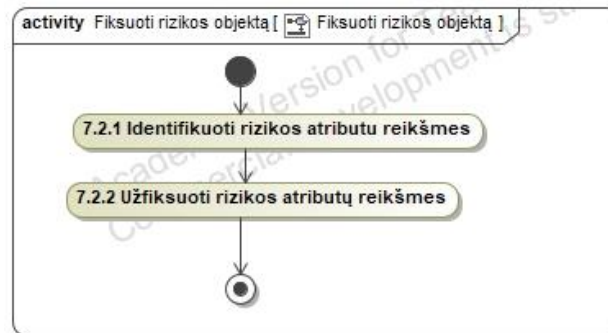 activity Fiksuoti rizikos objektą [ Fiksuoti rizikos objektą ]
7.2.1 Identifikuoti rizikos atributu reikšmes
7.2.2 Užfiksuoti rizikos atributų reikšmes